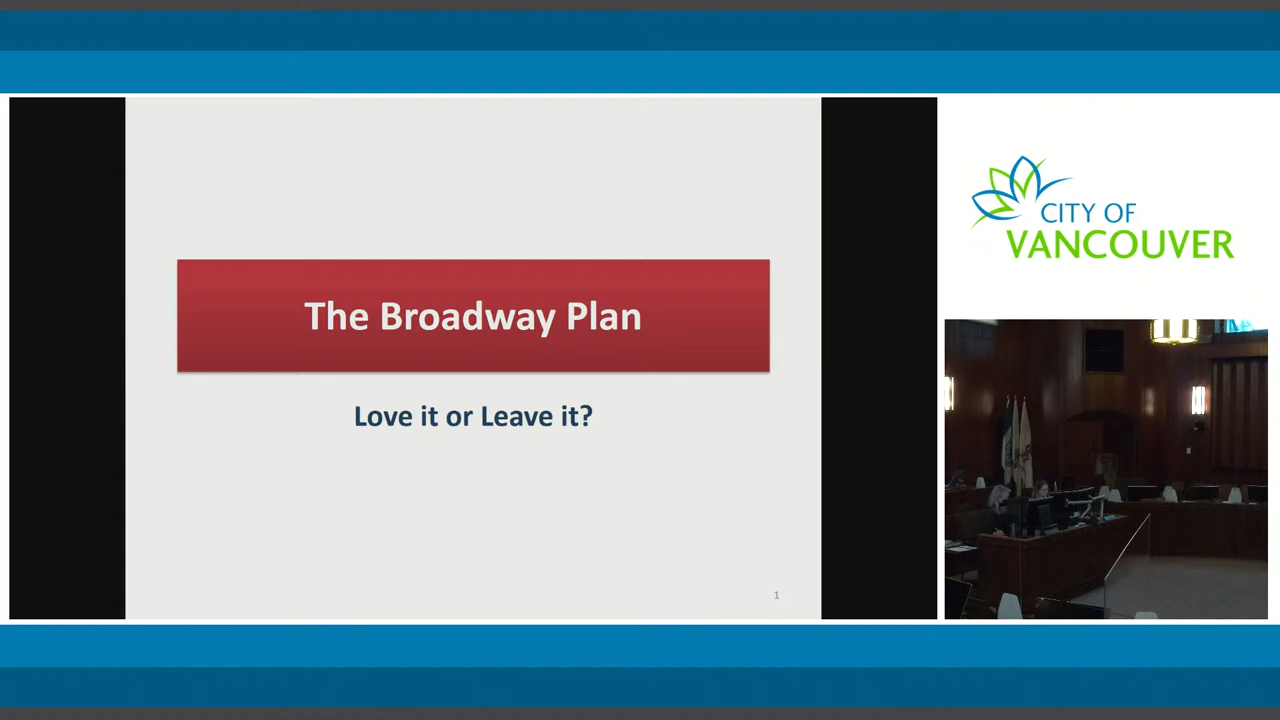 The Broadway Plan
Love it or Leave it?
1
CITY OF
VANCOUVER